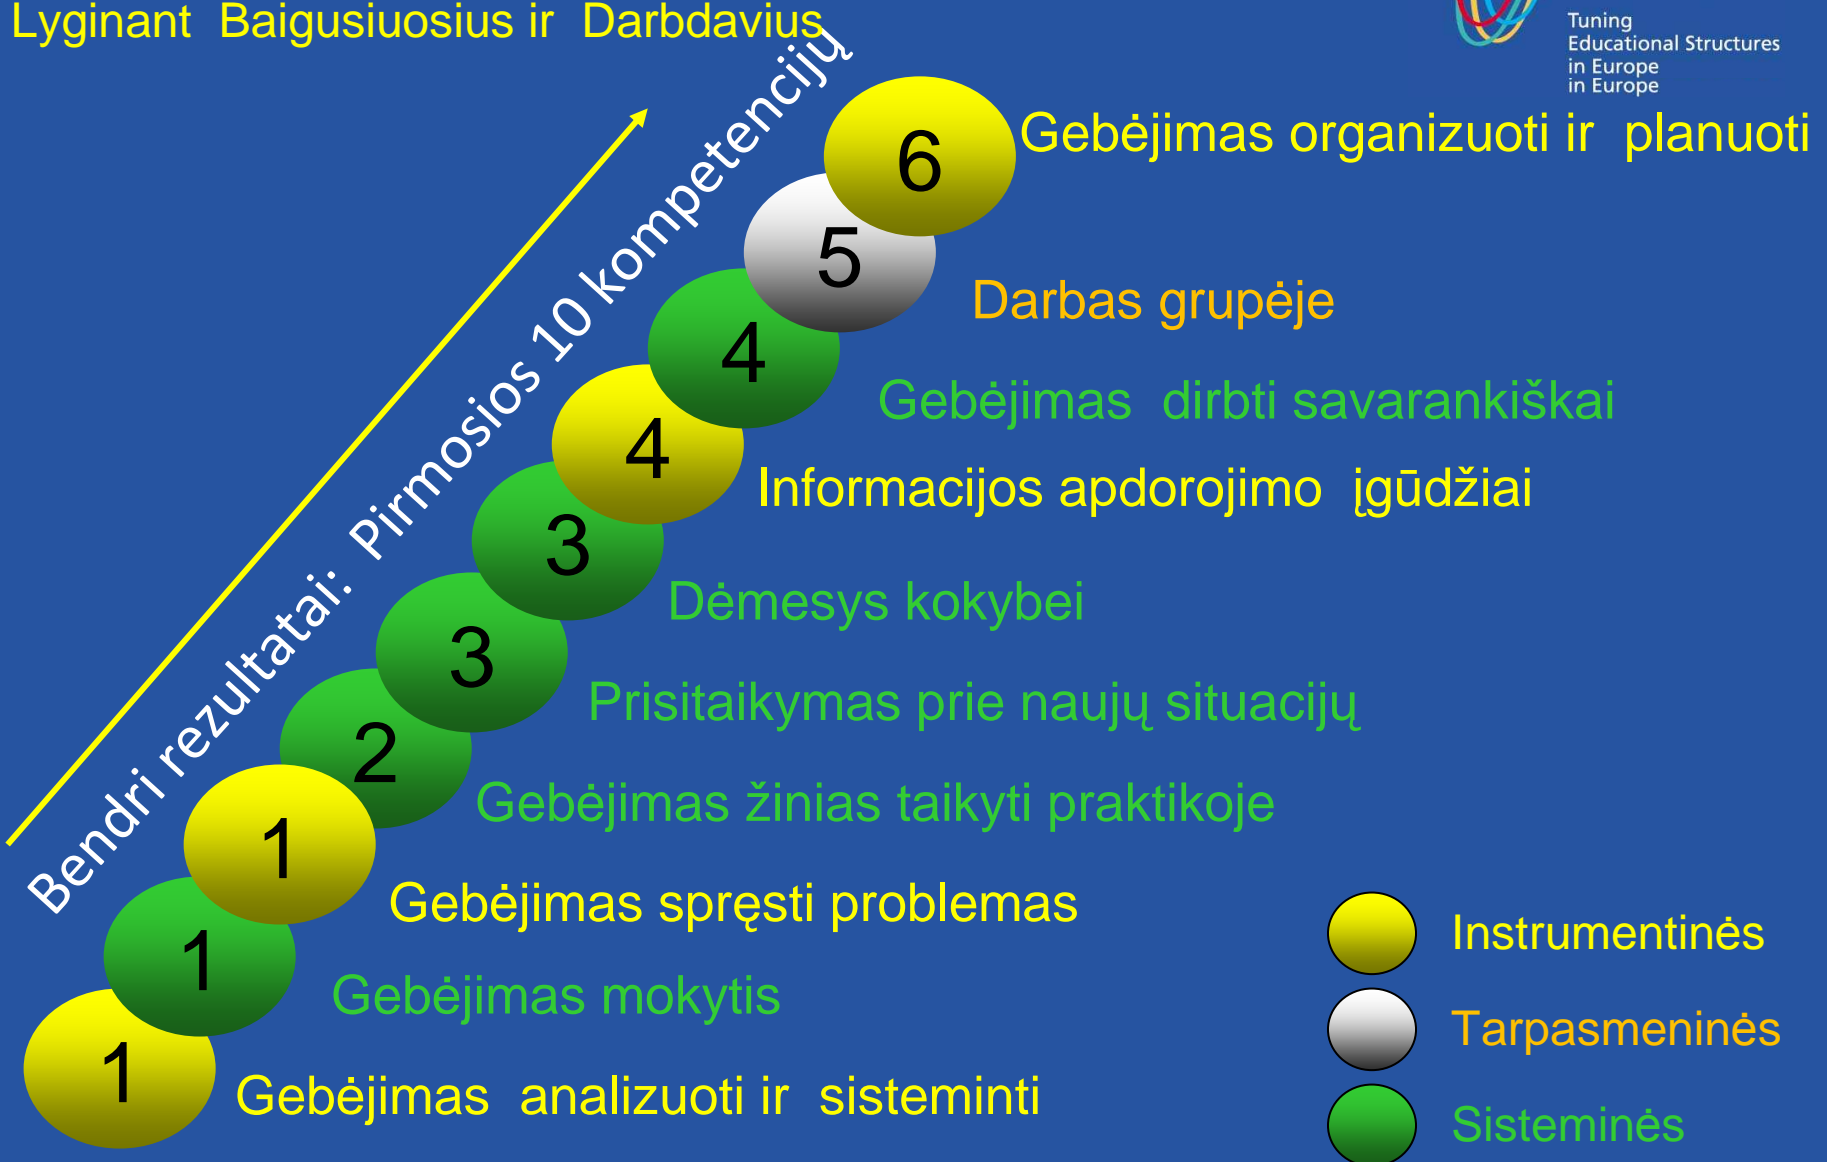 Lyginant Baigusiuosius ir Darbdavius
Tuning
Educational Structures
in Europe
in Europe
Bendri rezultatai: Pirmosios 10 kompetencijų
6
Gebėjimas organizuoti ir planuoti
5
Darbas grupėje
4
Gebėjimas dirbti savarankiškai
4
Informacijos apdorojimo įgūdžiai
3
Dėmesys kokybei
3
Prisitaikymas prie naujų situacijų
2
Gebėjimas žinias taikyti praktikoje
1
Gebėjimas spręsti problemas
1
Gebėjimas mokytis
1
Gebėjimas analizuoti ir sisteminti
Instrumentinės
Tarpasmeninės
Sisteminės